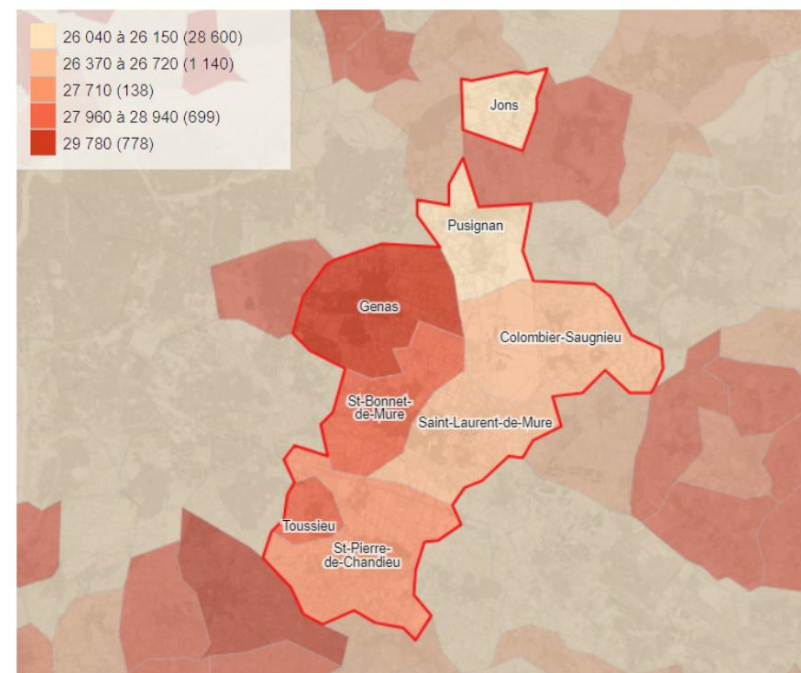 26 040 à 26 150 (28 600)
26 370 à 26 720 (1 140)
27 710 (138)
27 960 à 28 940 (699)
29 780 (778)
Jons
Pusignan
Genas
Colombier-Saugnieu
St-Bonnet-
de-Mure
Saint-Laurent-de-Mure
Toussieu
St-Pierre-
de-Chandieu